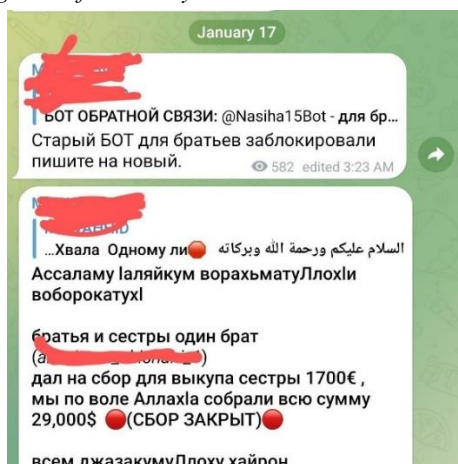 January 17
БОТ ОБРАТНОЙ СВЯЗИ: @Nasiha15Bot - для бр...
Старый БОТ для братьев заблокировали
пишите на новый.
582 edited 3:23 AM
...Хвала Одному ли🔴 السلام عليكم ورحمة الله وبركاته
Ассаламу lаляйкум ворахьматуЛлохlи
воборокатухl
братья и сестры один брат
дал на сбор для выкупа сестры 1700€ ,
мы по воле Аллахlа собрали всю сумму
29,000$ 🔴(СБОР ЗАКРЫТ)🔴
всем джазакумуЛлоху хайрон